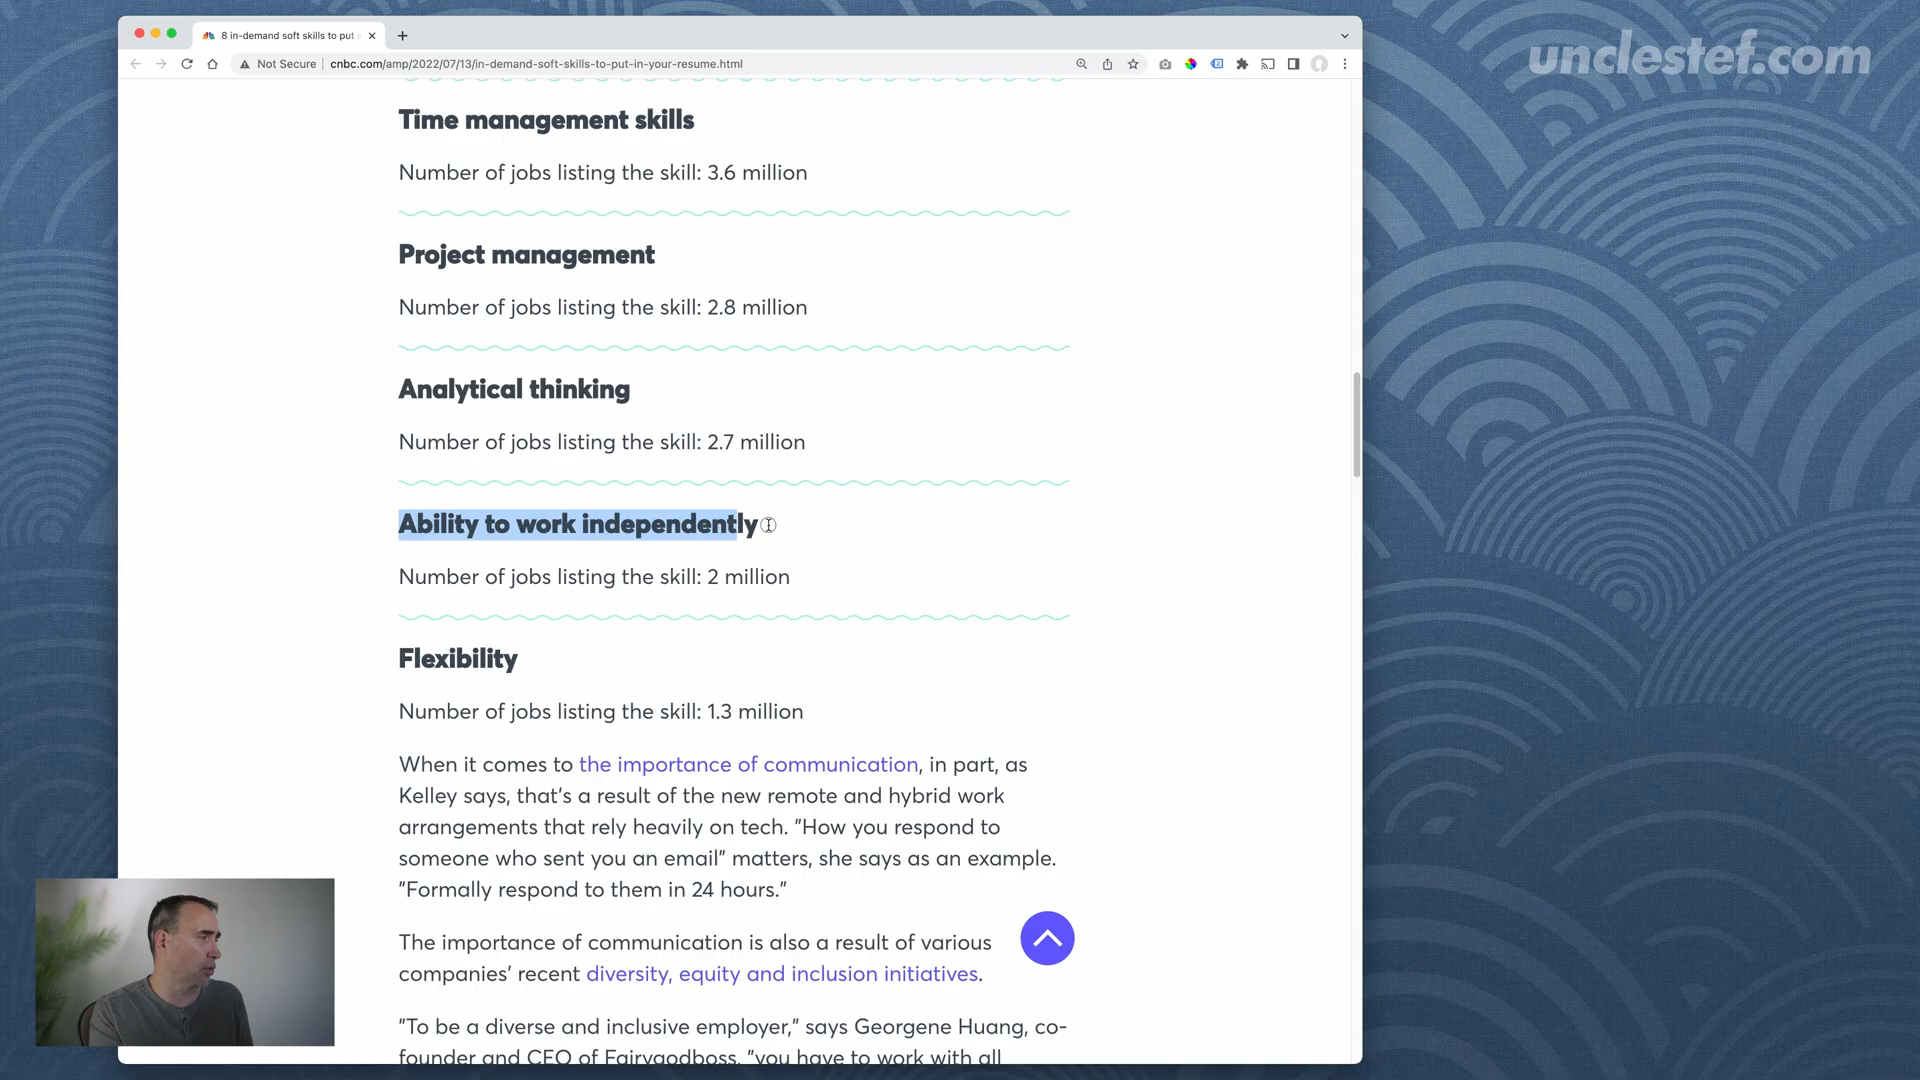 8 in-demand soft skills to put i
unclestef.com
Not Secure
cnbc.com/amp/2022/07/13/in-demand-soft-skills-to-put-in-your-resume.html
Time management skills
Number of jobs listing the skill: 3.6 million
Project management
Number of jobs listing the skill: 2.8 million
Analytical thinking
Number of jobs listing the skill: 2.7 million
Ability to work independently
Number of jobs listing the skill: 2 million
Flexibility
Number of jobs listing the skill: 1.3 million
When it comes to the importance of communication, in part, as
Kelley says, that's a result of the new remote and hybrid work
arrangements that rely heavily on tech. "How you respond to
someone who sent you an email" matters, she says as an example.
"Formally respond to them in 24 hours."
The importance of communication is also a result of various
companies' recent diversity, equity and inclusion initiatives.
"To be a diverse and inclusive employer," says Georgene Huang, co-
founder and CEO of Fairygodboss, "you have to work with all